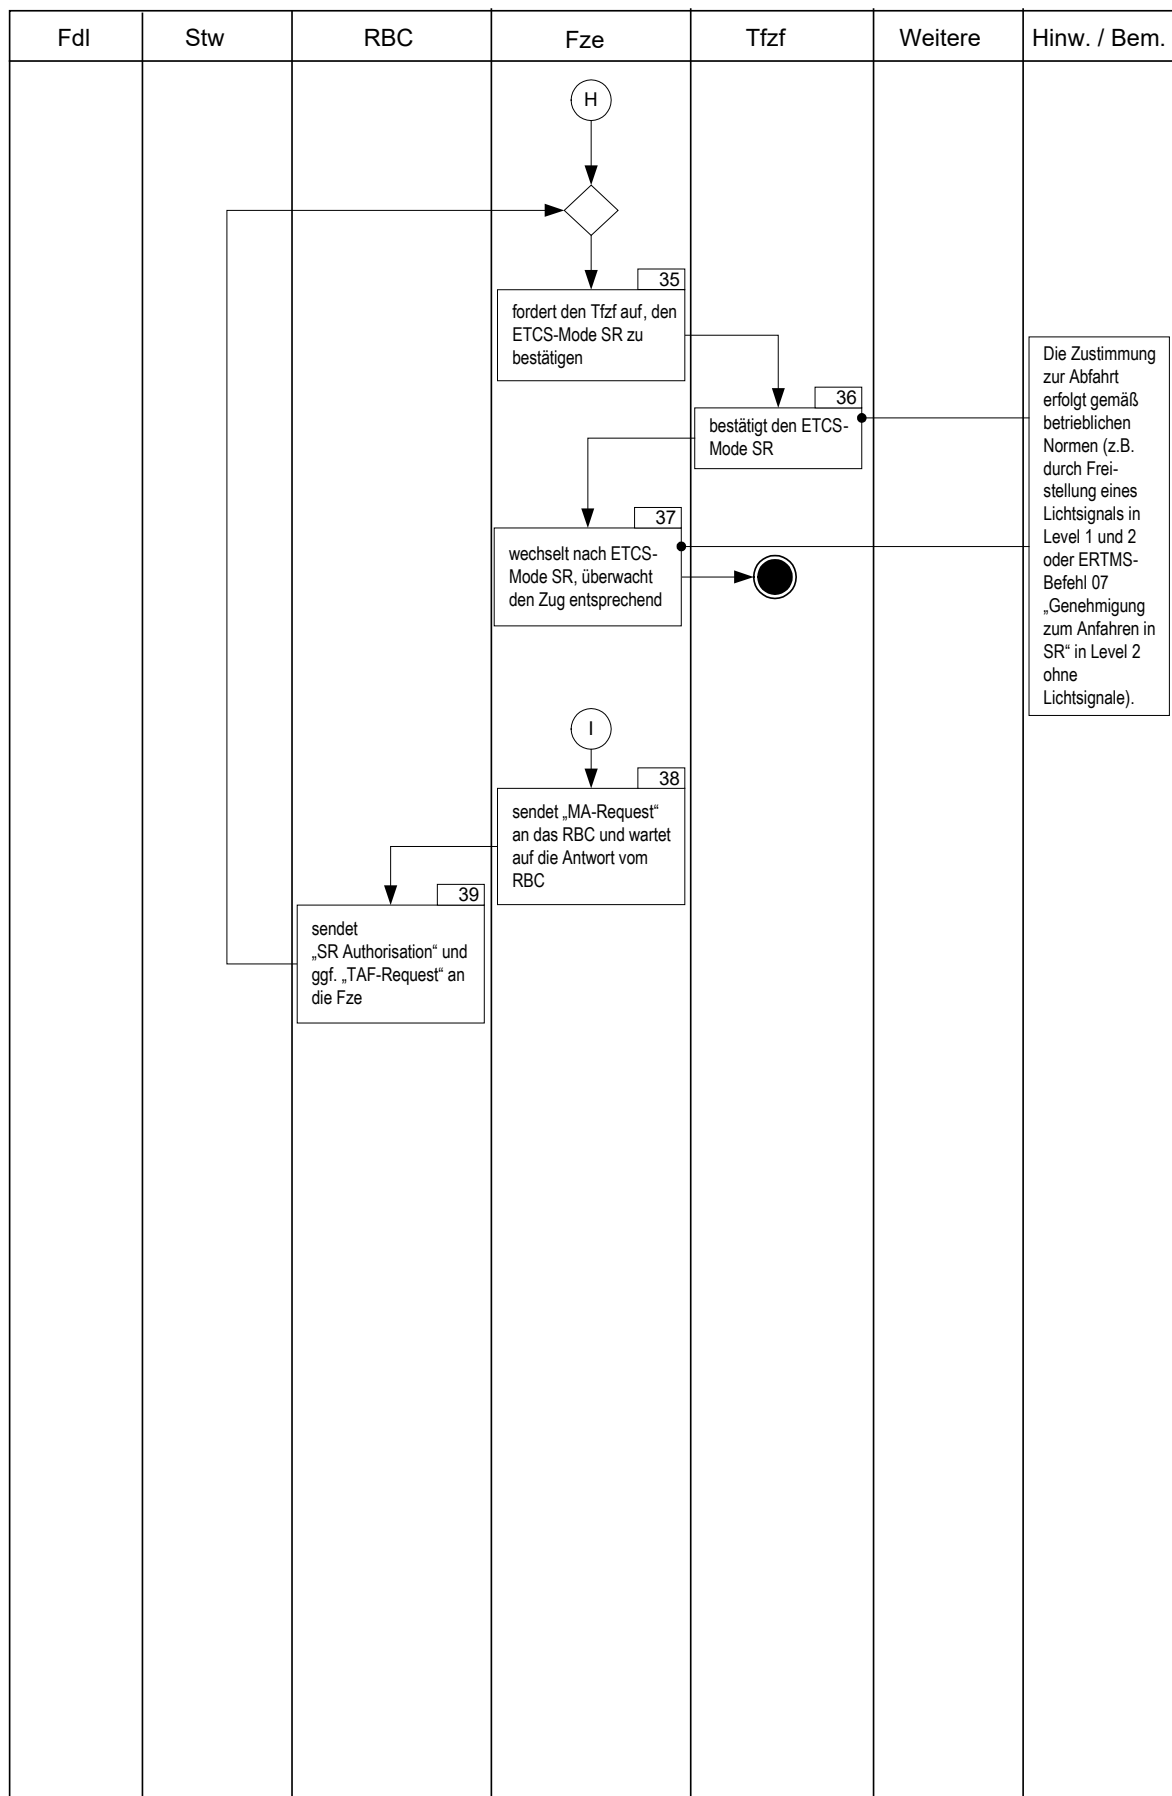 Fdl
Stw
RBC
Fze
Tfzf
Weitere
Hinw. / Bem.
H
35
fordert den Tfzf auf, den
ETCS-Mode SR zu
bestätigen
36
bestätigt den ETCS-
Mode SR
37
wechselt nach ETCS-
Mode SR, überwacht
den Zug entsprechend
Die Zustimmung
zur Abfahrt
erfolgt gemäß
betrieblichen
Normen (z.B.
durch Frei-
stellung eines
Lichtsignals in
Level 1 und 2
oder ERTMS-
Befehl 07
„Genehmigung
zum Anfahren in
SR“ in Level 2
ohne
Lichtsignale).
I
38
sendet „MA-Request“
an das RBC und wartet
auf die Antwort vom
RBC
39
sendet
„SR Authorisation“ und
ggf. „TAF-Request“ an
die Fze